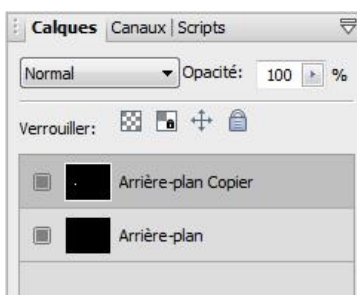 Calques Canaux | Scripts
Normal Opacité: 100 %
Verrouiller:
Arrière-plan Copier
Arrière-plan